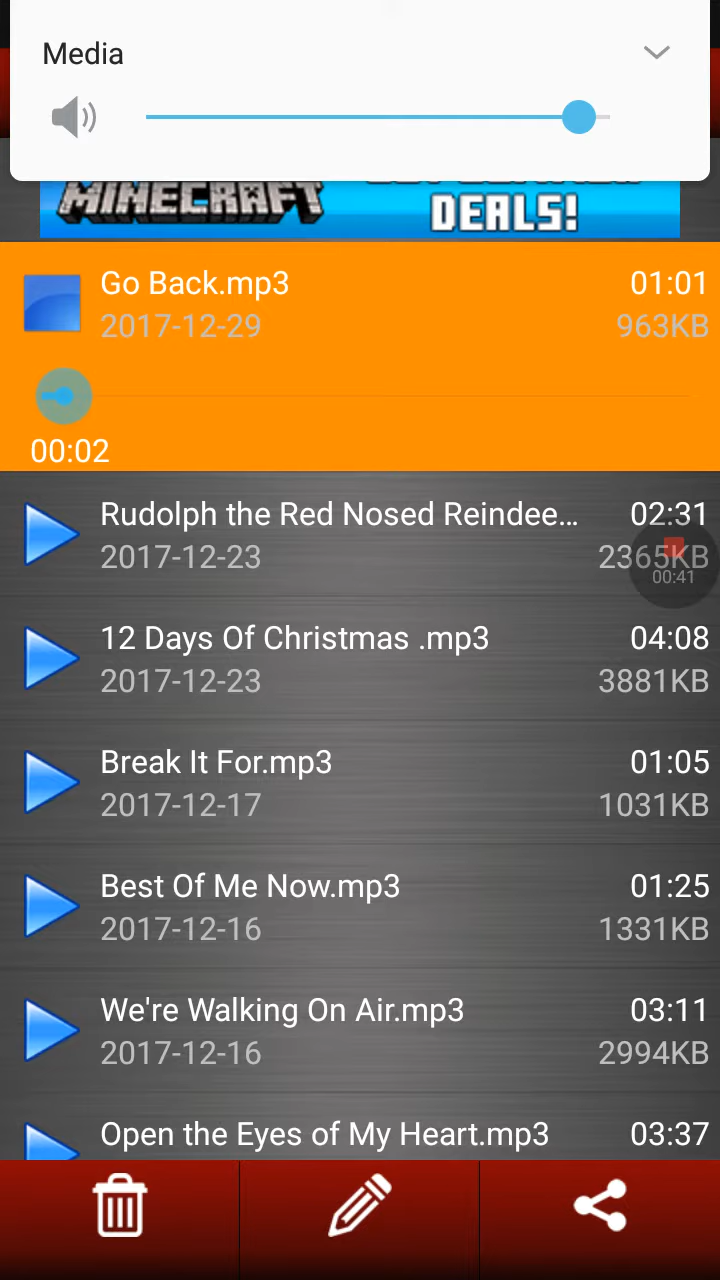 Media
MINECRAFT
DEALS!
Go Back.mp3 01:01
2017-12-29 963KB
00:02
Rudolph the Red Nosed Reindee... 02:31
2017-12-23 2365KB
00:41
12 Days Of Christmas .mp3 04:08
2017-12-23 3881KB
Break It For.mp3 01:05
2017-12-17 1031KB
Best Of Me Now.mp3 01:25
2017-12-16 1331KB
We're Walking On Air.mp3 03:11
2017-12-16 2994KB
Open the Eyes of My Heart.mp3 03:37